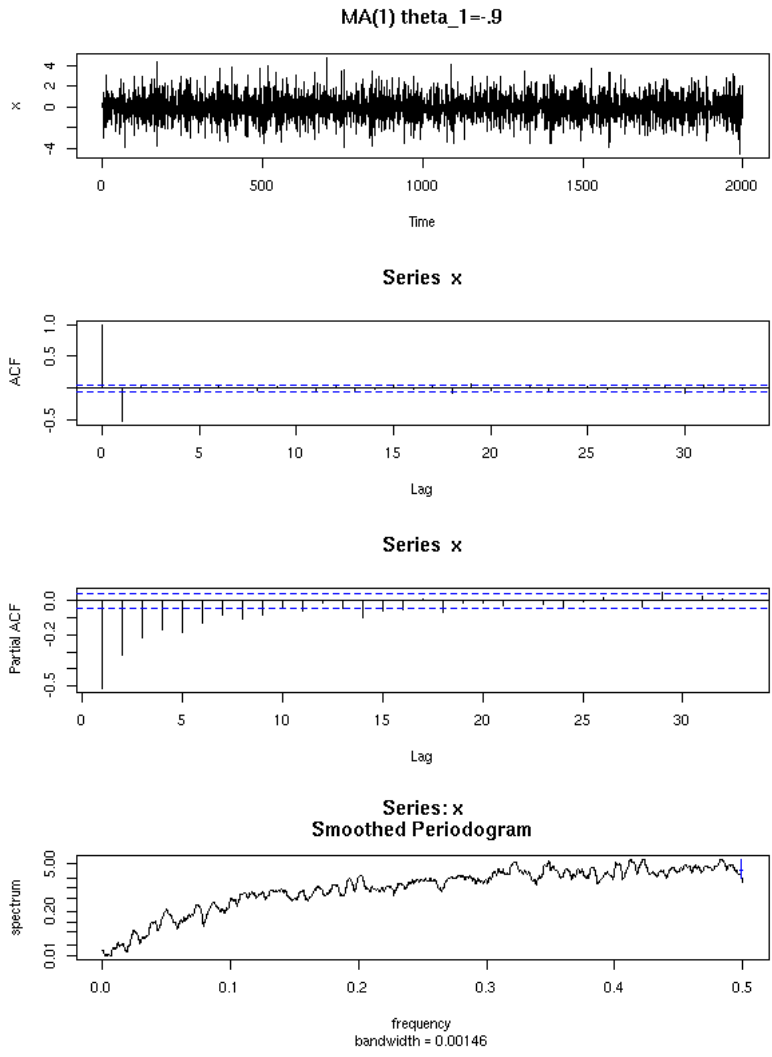 MA(1) theta_1=-.9
x
4
2
0
-4
0 500 1000 1500 2000
Time
Series x
ACF
1.0
0.5
-0.5
0 5 10 15 20 25 30
Lag
Series x
Partial ACF
0.0
-0.2
-0.5
0 5 10 15 20 25 30
Lag
Series: x
Smoothed Periodogram
spectrum
5.00
0.20
0.01
0.0 0.1 0.2 0.3 0.4 0.5
frequency
bandwidth = 0.00146